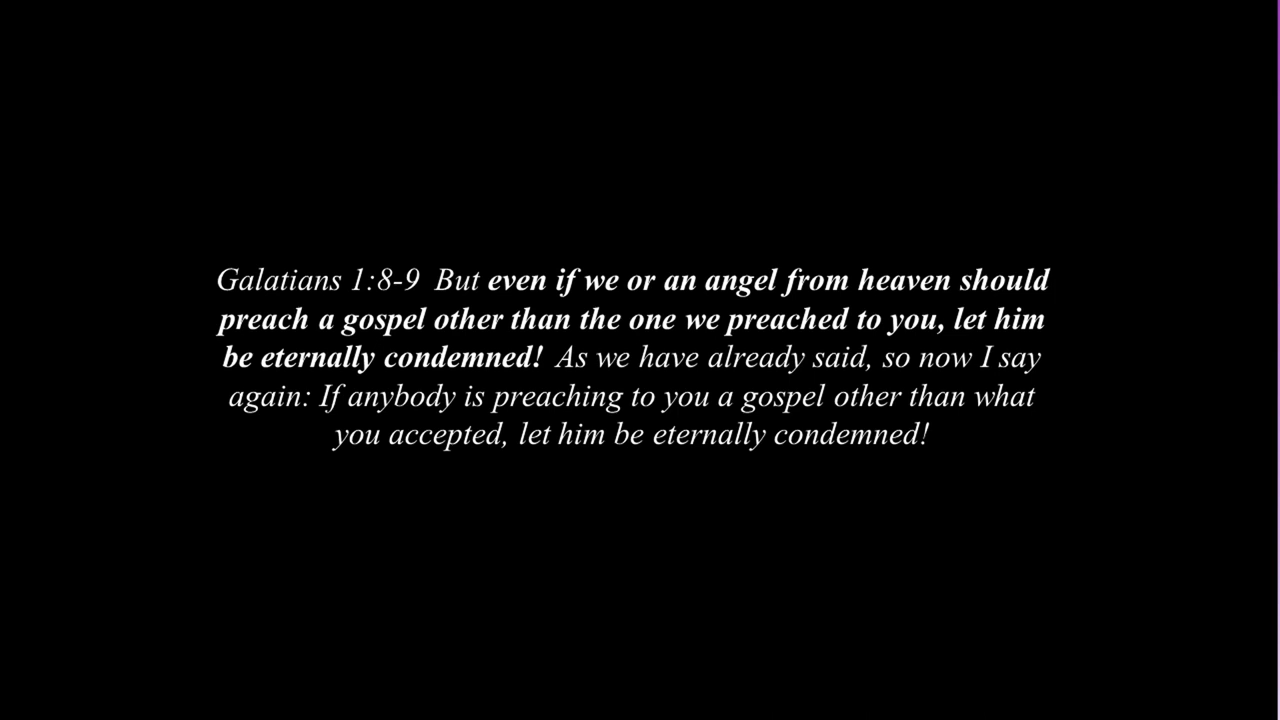 Galatians 1:8-9  But even if we or an angel from heaven should
preach a gospel other than the one we preached to you, let him
be eternally condemned!  As we have already said, so now I say
again: If anybody is preaching to you a gospel other than what
you accepted, let him be eternally condemned!